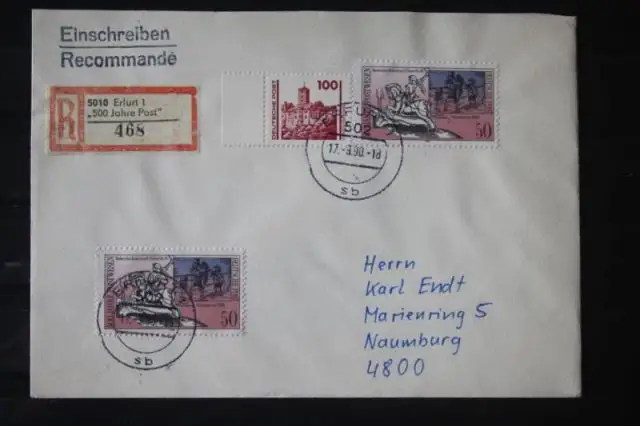 Einschreiben
Recommandé
R
5010 Erfurt 1
„500 Jahre Post"
468
DEUTSCHE POST
100
50
17.-9.90.-18
sb
50
sb
Herrn
Karl Endt
Marienring 5
Naumburg
4800